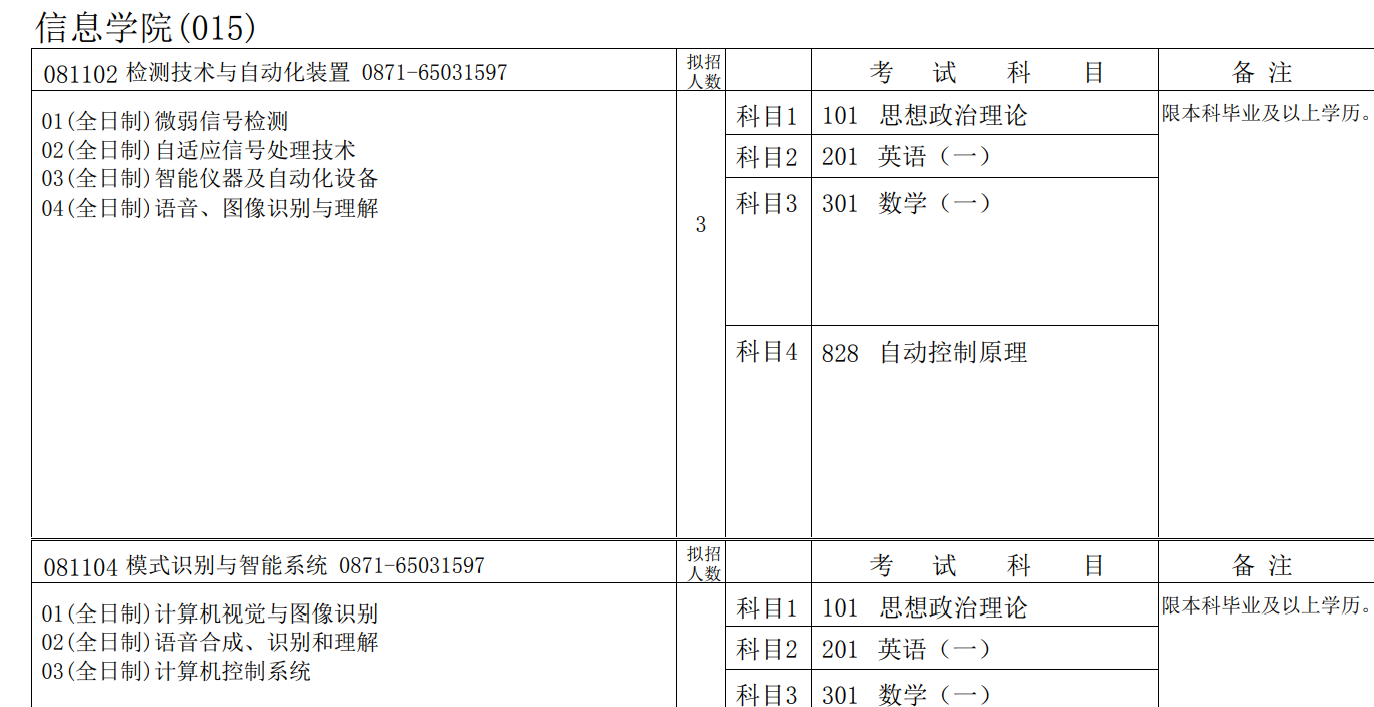 信息学院(015)
081102 检测技术与自动化装置 0871-65031597
拟招
人数
考 试 科 目
备 注
01(全日制)微弱信号检测
02(全日制)自适应信号处理技术
03(全日制)智能仪器及自动化设备
04(全日制)语音、图像识别与理解
3
科目1 101 思想政治理论
科目2 201 英语（一）
科目3 301 数学（一）
科目4 828 自动控制原理
限本科毕业及以上学历。
081104 模式识别与智能系统 0871-65031597
拟招
人数
考 试 科 目
备 注
01(全日制)计算机视觉与图像识别
02(全日制)语音合成、识别和理解
03(全日制)计算机控制系统
科目1 101 思想政治理论
科目2 201 英语（一）
科目3 301 数学（一）
限本科毕业及以上学历。